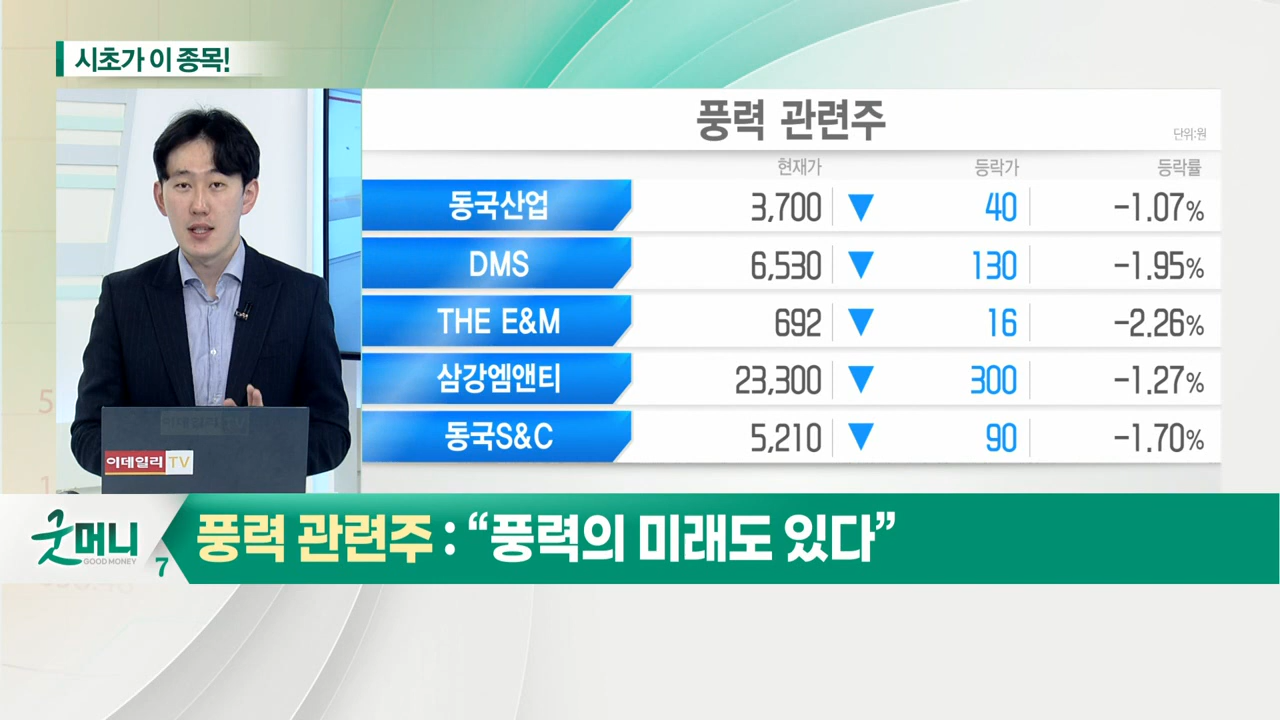 시초가 이 종목!
풍력 관련주
단위:원
현재가 등락가 등락률
동국산업 3,700 ▼ 40 -1.07%
DMS 6,530 ▼ 130 -1.95%
THE E&M 692 ▼ 16 -2.26%
삼강엠앤티 23,300 ▼ 300 -1.27%
동국S&C 5,210 ▼ 90 -1.70%
이데일리 TV
굿머니
GOOD MONEY
7
풍력 관련주 : “풍력의 미래도 있다”